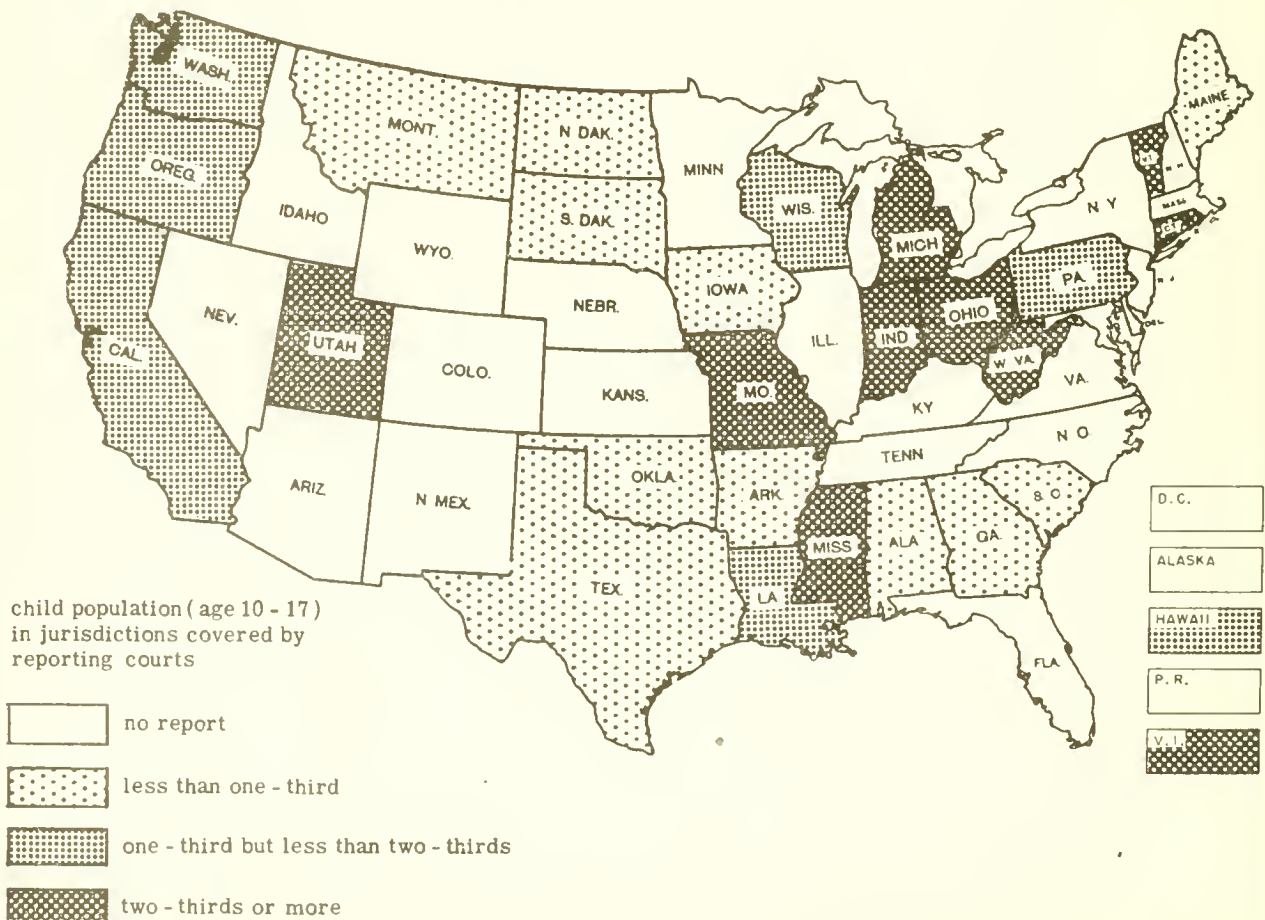 WASH.
MONT.
N DAK.
MINN
MAINE
OREG.
IDAHO
S. DAK.
WIS.
VT.
N. H.
N Y
MASS
CT.
WYO.
MICH
IOWA
PA.
N J
NEBR.
NEV.
UTAH
COLO.
ILL.
IND
OHIO
DEL
CAL.
KANS.
MO.
W VA.
VA.
KY
N C.
TENN
ARIZ.
N MEX.
OKLA.
ARK.
S C
MISS
ALA
GA.
TEX.
LA
FLA.
D.C.
ALASKA
HAWAII
P.R.
V.I.
child population ( age 10 - 17 )
in jurisdictions covered by
reporting courts
no report
less than one - third
one - third but less than two - thirds
two - thirds or more